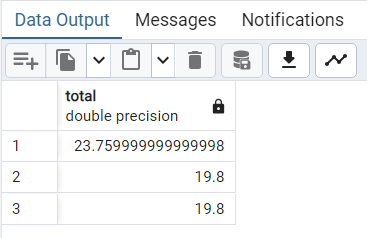 Data Output Messages Notifications
total
double precision
1 23.759999999999998
2 19.8
3 19.8